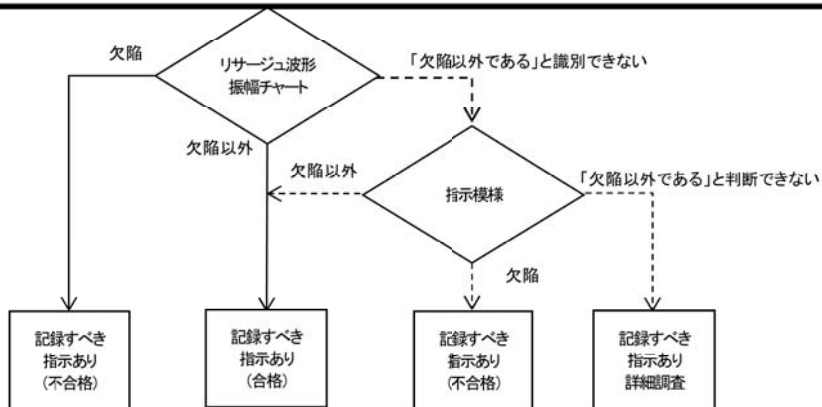 欠陥
リサージュ波形
振幅チャート
「欠陥以外である」と識別できない
欠陥以外
欠陥以外
指示模様
「欠陥以外である」と判断できない
欠陥
記録すべき
指示あり
(不合格)
記録すべき
指示あり
(合格)
記録すべき
指示あり
(不合格)
記録すべき
指示あり
詳細調査